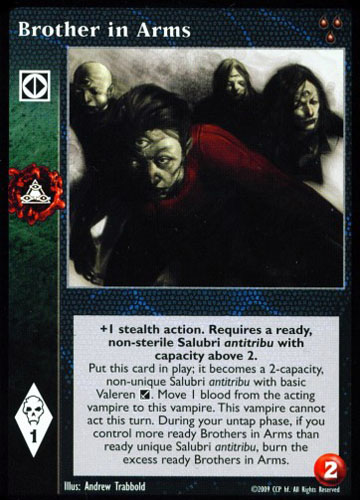 Brother in Arms
+1 stealth action. Requires a ready,
non-sterile Salubri antitribu with
capacity above 2.
Put this card in play; it becomes a 2-capacity,
non-unique Salubri antitribu with basic
Valeren . Move 1 blood from the acting
vampire to this vampire. This vampire cannot
act this turn. During your untap phase, if you
control more ready Brothers in Arms than
ready unique Salubri antitribu, burn the
excess ready Brothers in Arms.
1
2
Illus: Andrew Trabbold
©2009 CCP hf. All Rights Reserved.